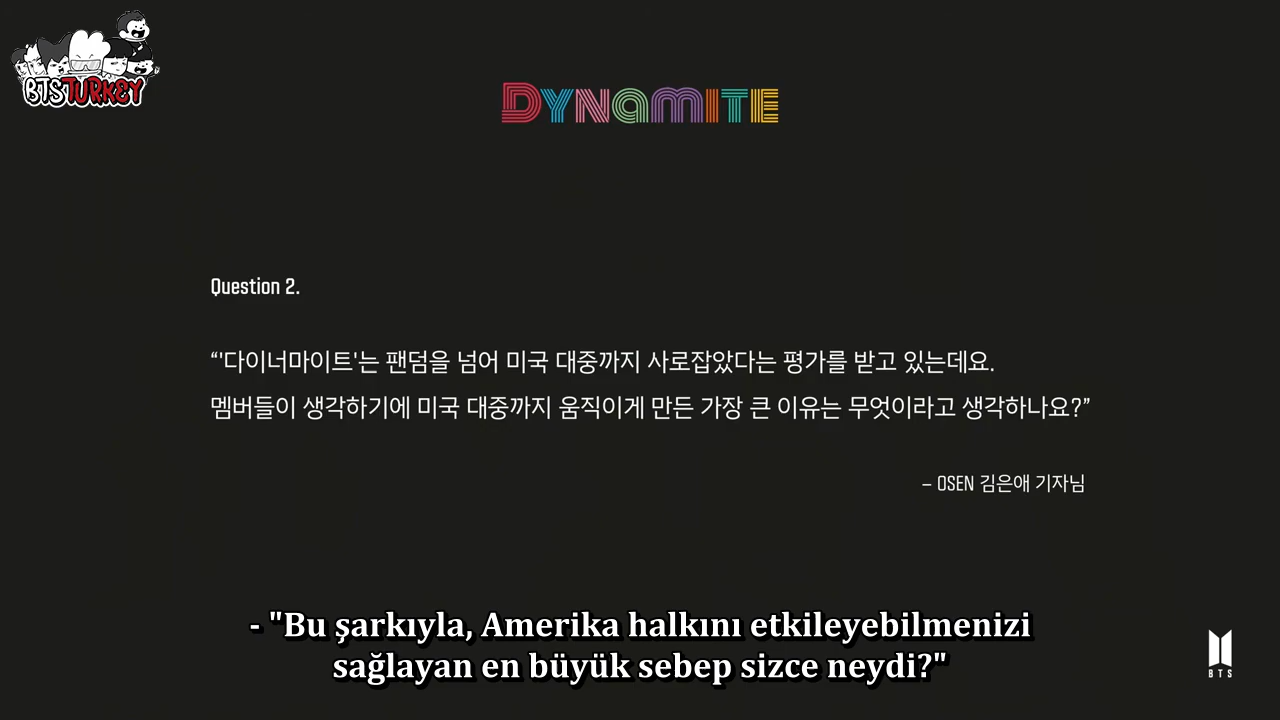 BTSTURKEY
DYNAMITE
Question 2.
“'다이너마이트'는 팬덤을 넘어 미국 대중까지 사로잡았다는 평가를 받고 있는데요.
멤버들이 생각하기에 미국 대중까지 움직이게 만든 가장 큰 이유는 무엇이라고 생각하나요?”
– OSEN 김은애 기자님
- "Bu şarkıyla, Amerika halkını etkileyebilmenizi
sağlayan en büyük sebep sizce neydi?"
BTS